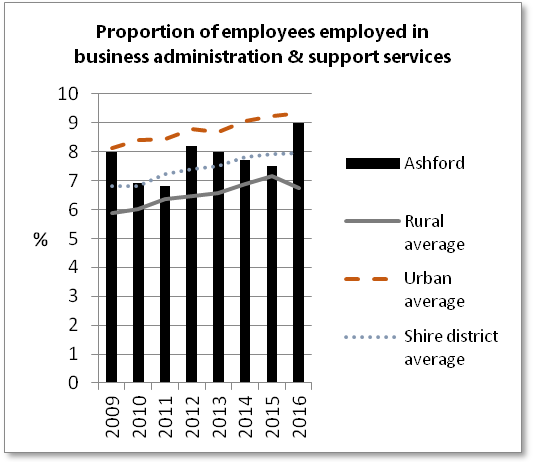 Proportion of employees employed in
business administration & support services
10
9
8
7
6
5
4
3
2
1
0
%
2009
2010
2011
2012
2013
2014
2015
2016
Ashford
Rural
average
Urban
average
Shire district
average